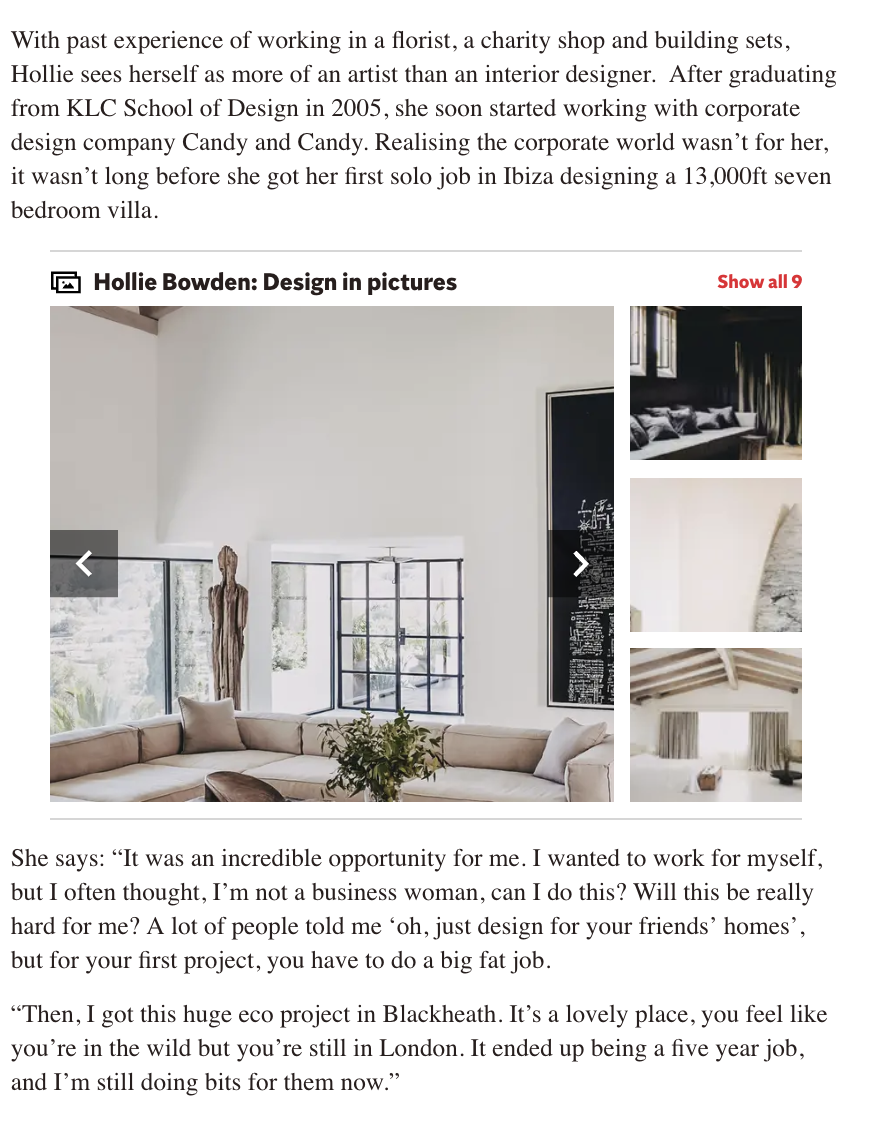 With past experience of working in a florist, a charity shop and building sets,
Hollie sees herself as more of an artist than an interior designer.  After graduating
from KLC School of Design in 2005, she soon started working with corporate
design company Candy and Candy. Realising the corporate world wasn’t for her,
it wasn’t long before she got her first solo job in Ibiza designing a 13,000ft seven
bedroom villa.
Hollie Bowden: Design in pictures
Show all 9
She says: “It was an incredible opportunity for me. I wanted to work for myself,
but I often thought, I’m not a business woman, can I do this? Will this be really
hard for me? A lot of people told me ‘oh, just design for your friends’ homes’,
but for your first project, you have to do a big fat job.
“Then, I got this huge eco project in Blackheath. It’s a lovely place, you feel like
you’re in the wild but you’re still in London. It ended up being a five year job,
and I’m still doing bits for them now.”